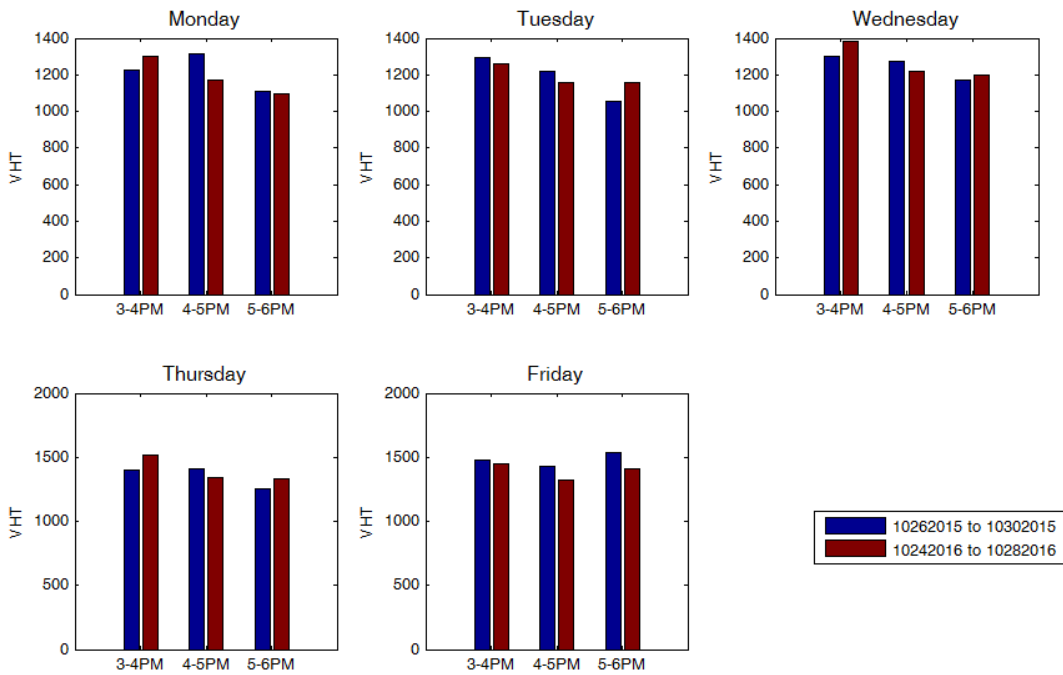 Monday
1400
1200
1000
800
600
400
200
0
VHT
3-4PM 4-5PM 5-6PM
Tuesday
1400
1200
1000
800
600
400
200
0
VHT
3-4PM 4-5PM 5-6PM
Wednesday
1400
1200
1000
800
600
400
200
0
VHT
3-4PM 4-5PM 5-6PM
Thursday
2000
1500
1000
500
0
VHT
3-4PM 4-5PM 5-6PM
Friday
2000
1500
1000
500
0
VHT
3-4PM 4-5PM 5-6PM
10262015 to 10302015
10242016 to 10282016